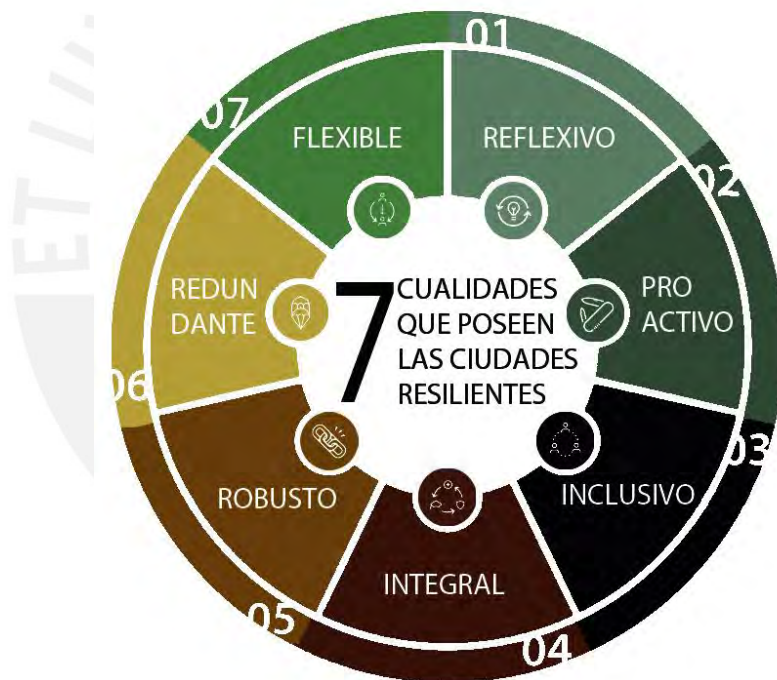 7
CUALIDADES
QUE POSEEN
LAS CIUDADES
RESILIENTES
01
REFLEXIVO
02
PRO
ACTIVO
03
INCLUSIVO
04
INTEGRAL
05
ROBUSTO
06
REDUN
DANTE
07
FLEXIBLE
ET